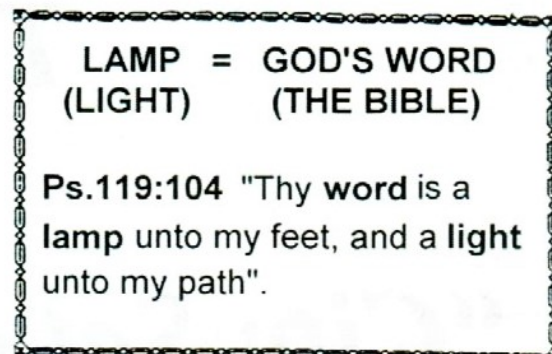 LAMP = GOD'S WORD
(LIGHT) (THE BIBLE)
Ps.119:104 "Thy word is a
lamp unto my feet, and a light
unto my path".